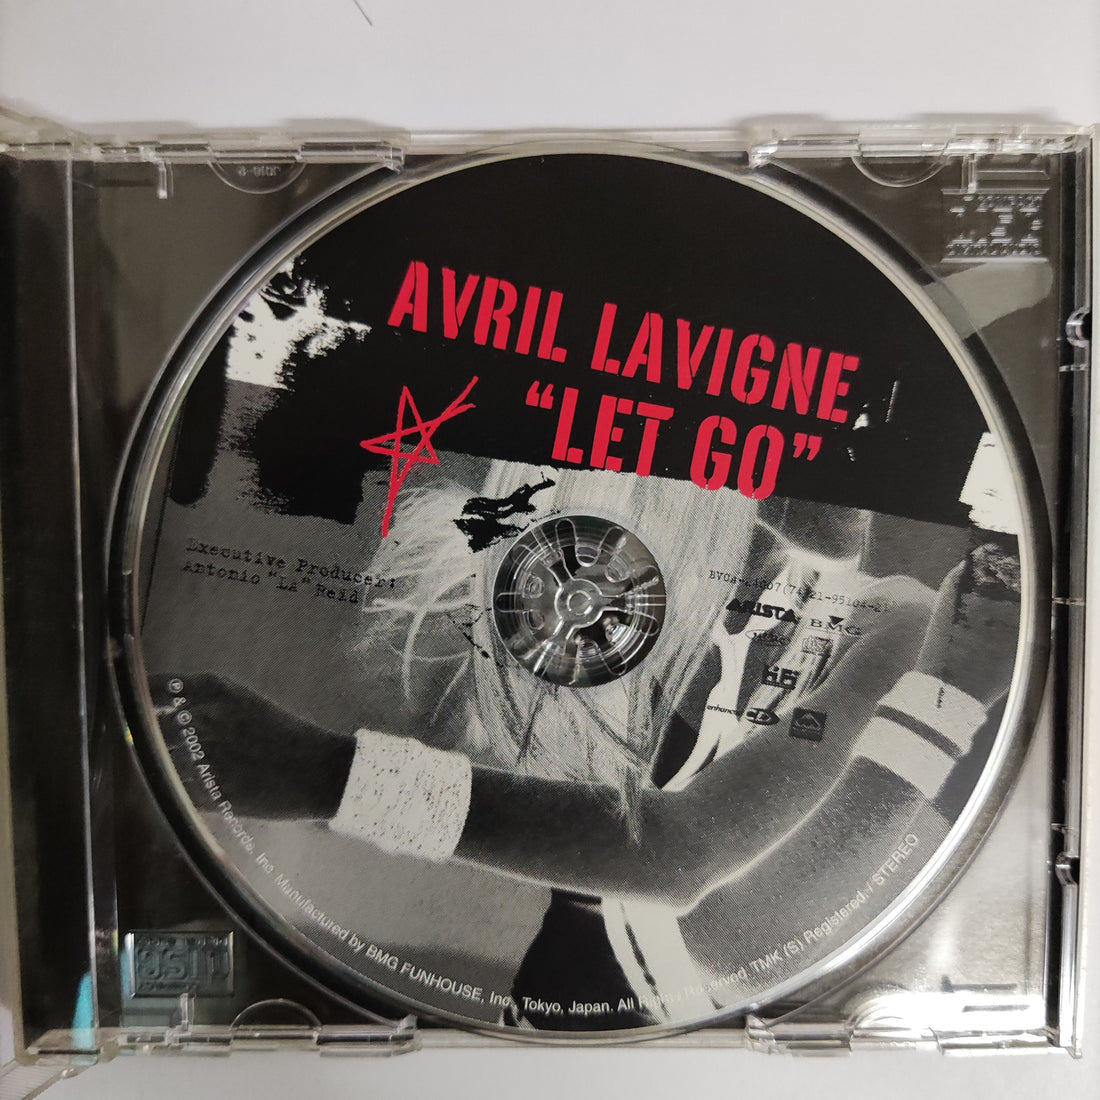 AVRIL LAVIGNE
"LET GO"
Executive Producer:
Antonio "LA" Reid
ARISTA
BMG
enhanced CD
℗ & © 2002 Arista Records, Inc. Manufactured by BMG FUNHOUSE, Inc. Tokyo, Japan. All Rights Reserved. TMK (S) Registered. / STEREO